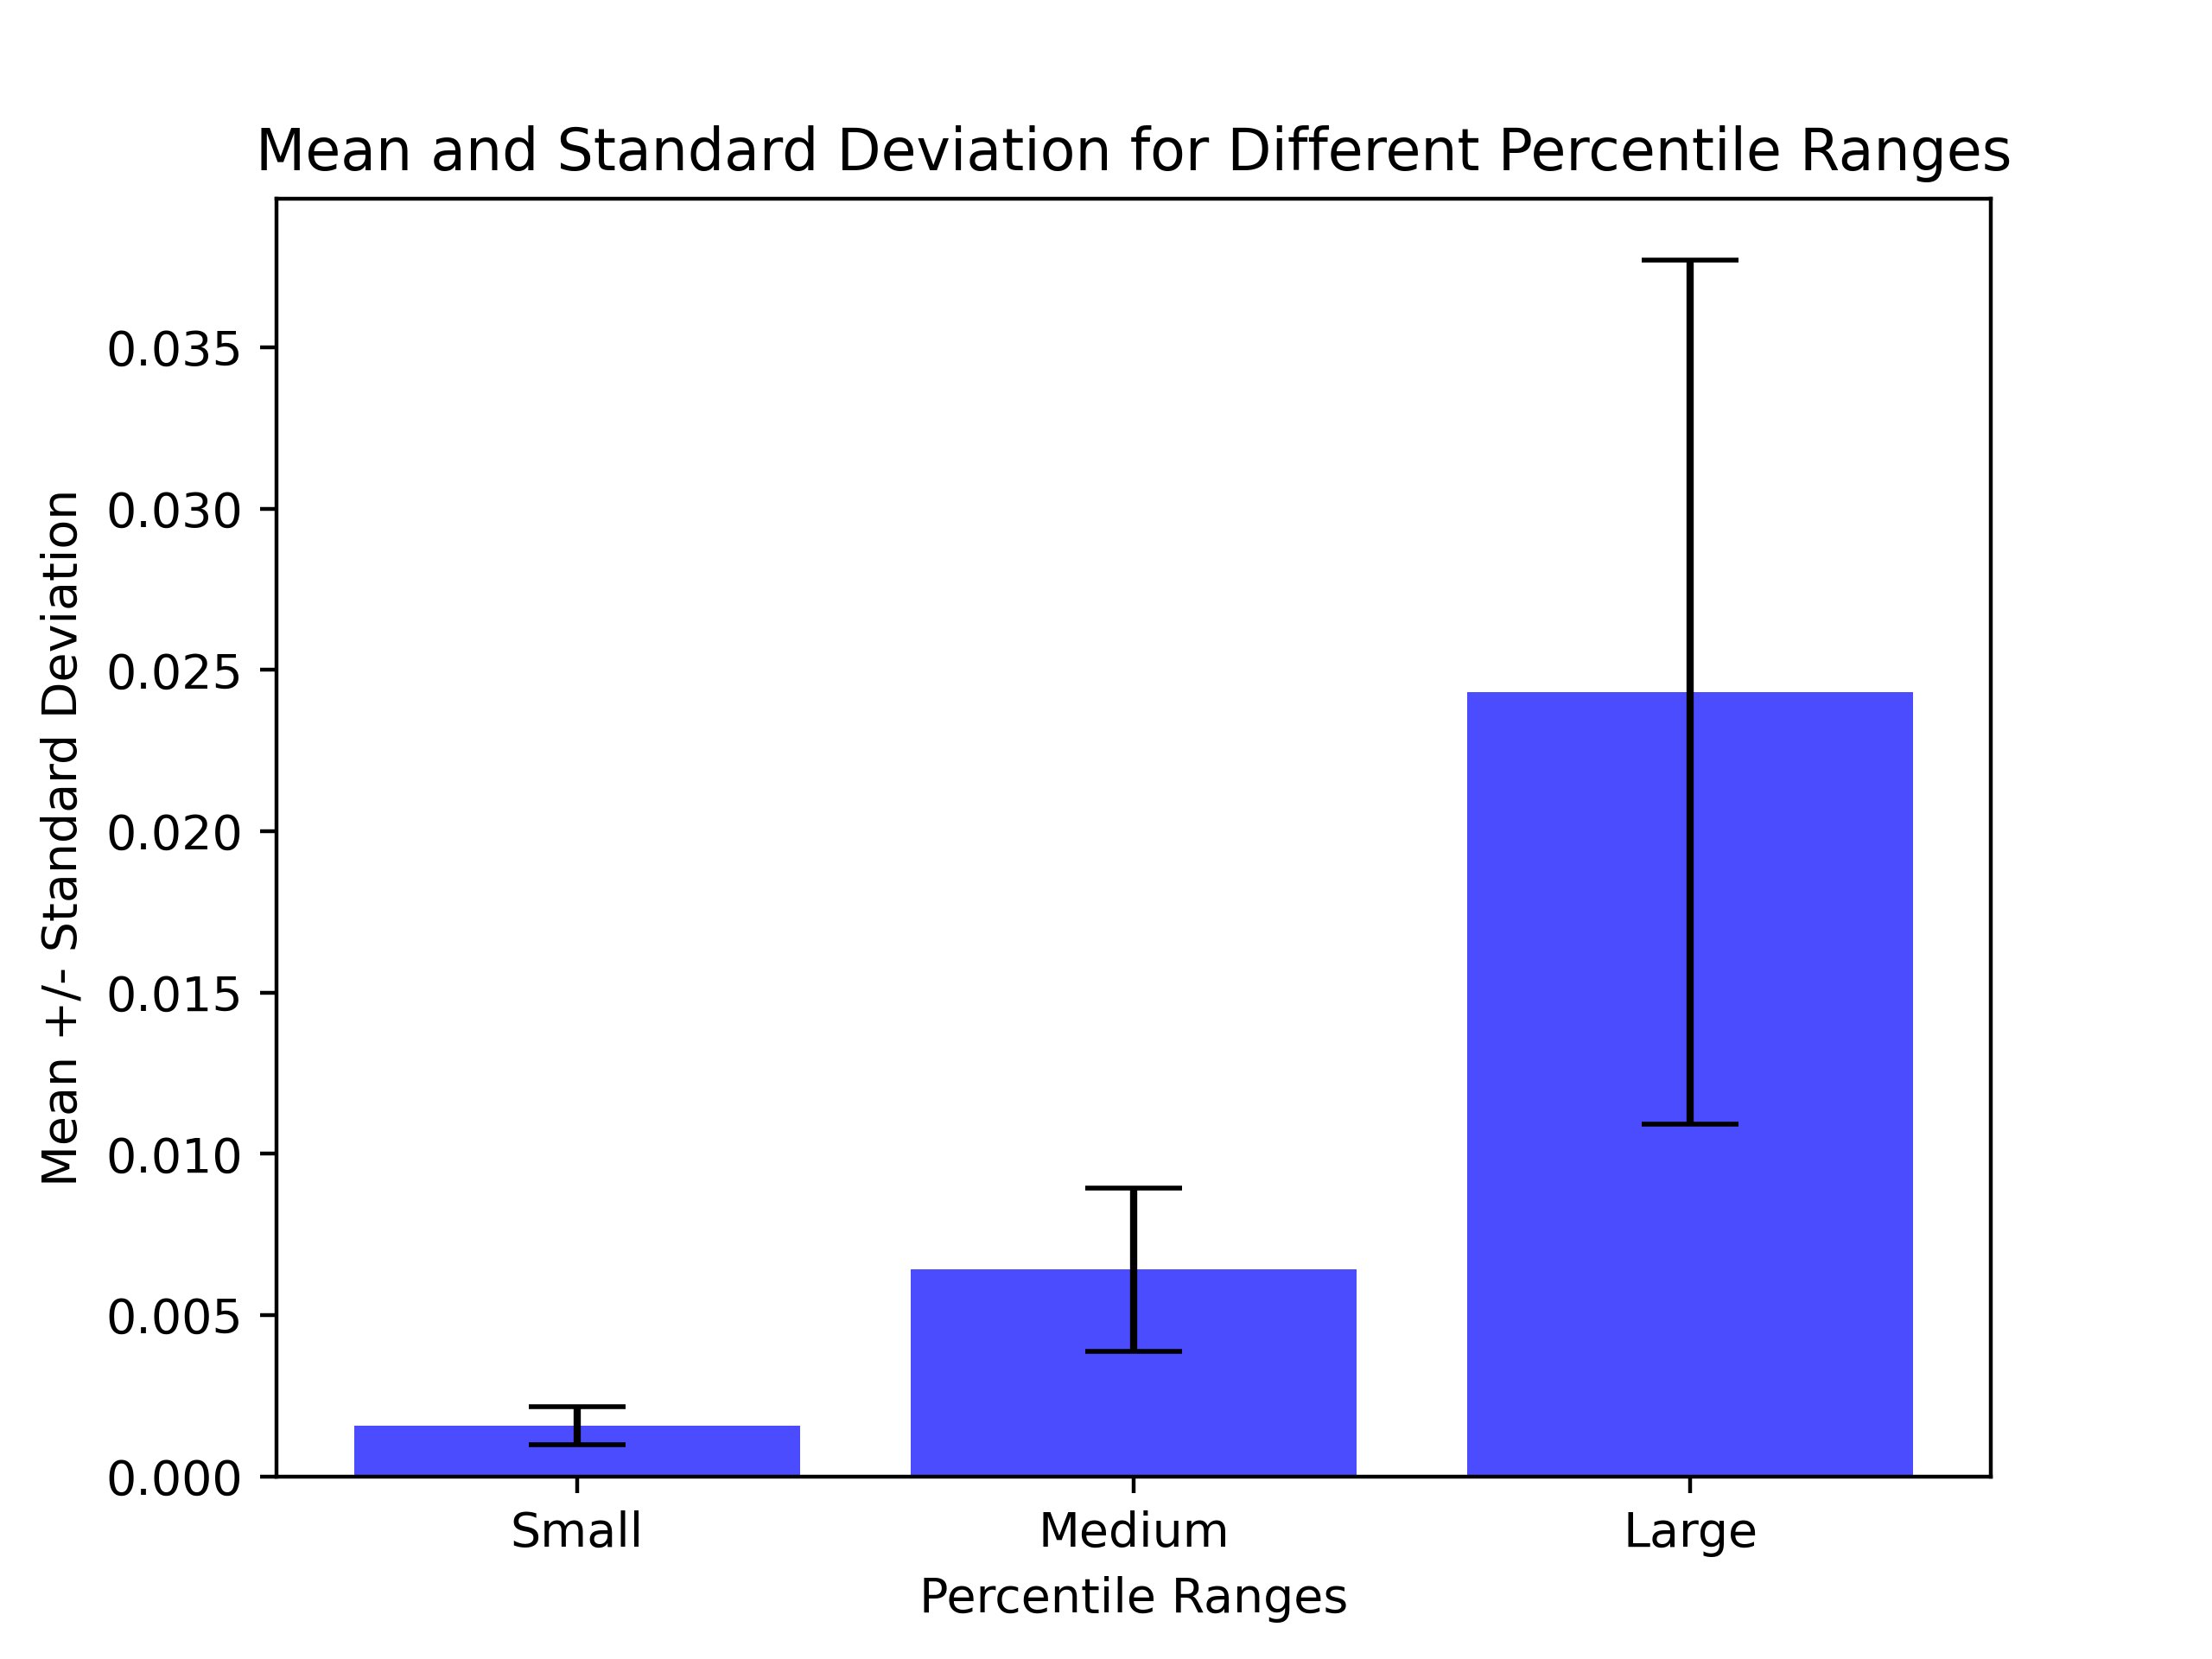 Mean and Standard Deviation for Different Percentile Ranges
Mean +/- Standard Deviation
0.035
0.030
0.025
0.020
0.015
0.010
0.005
0.000
Small Medium Large
Percentile Ranges